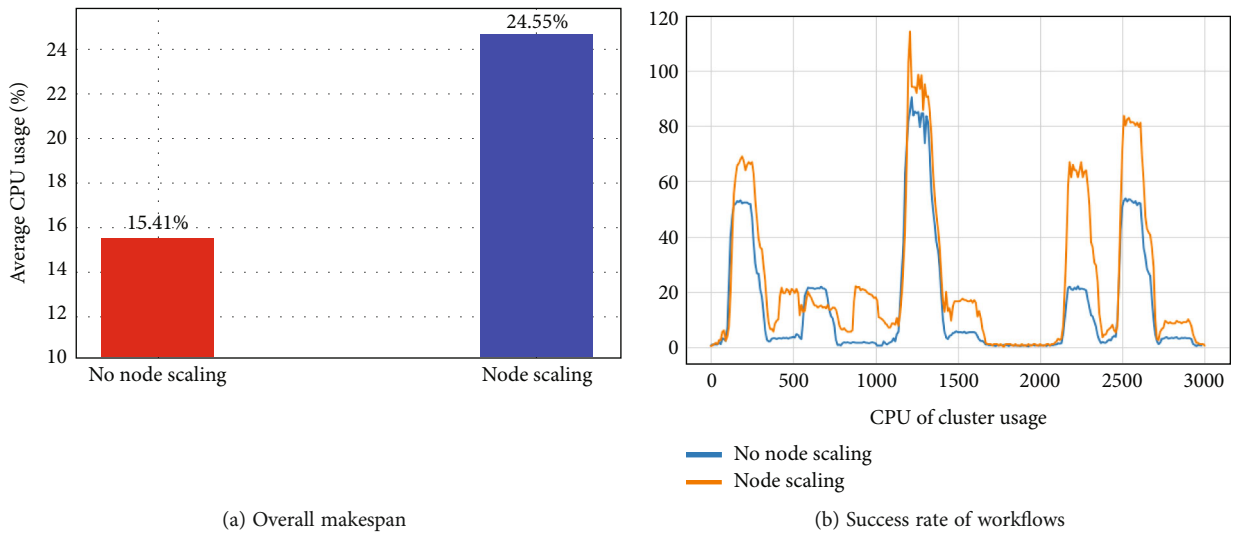 Average CPU usage (%)
24
22
20
18
16
14
12
10
15.41%
24.55%
No node scaling
Node scaling
(a) Overall makespan
120
100
80
60
40
20
0
0 500 1000 1500 2000 2500 3000
CPU of cluster usage
No node scaling
Node scaling
(b) Success rate of workflows